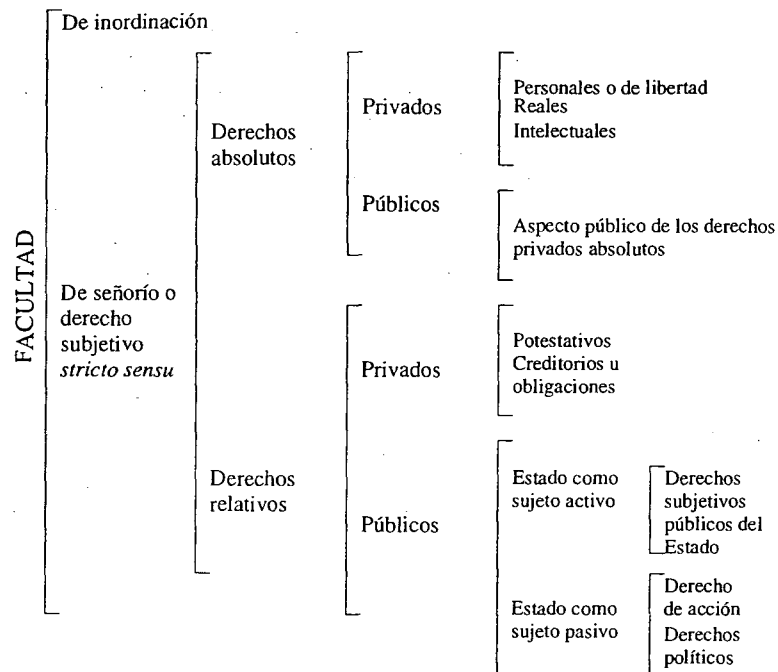 FACULTAD
De inordinación
De señorío o
derecho
subjetivo
stricto sensu
Derechos
absolutos
Privados
Personales o de libertad
Reales
Intelectuales
Públicos
Aspecto público de los derechos
privados absolutos
Derechos
relativos
Privados
Potestativos
Creditorios u
obligaciones
Públicos
Estado como
sujeto activo
Derechos
subjetivos
públicos del
Estado
Estado como
sujeto pasivo
Derecho
de acción
Derechos
políticos